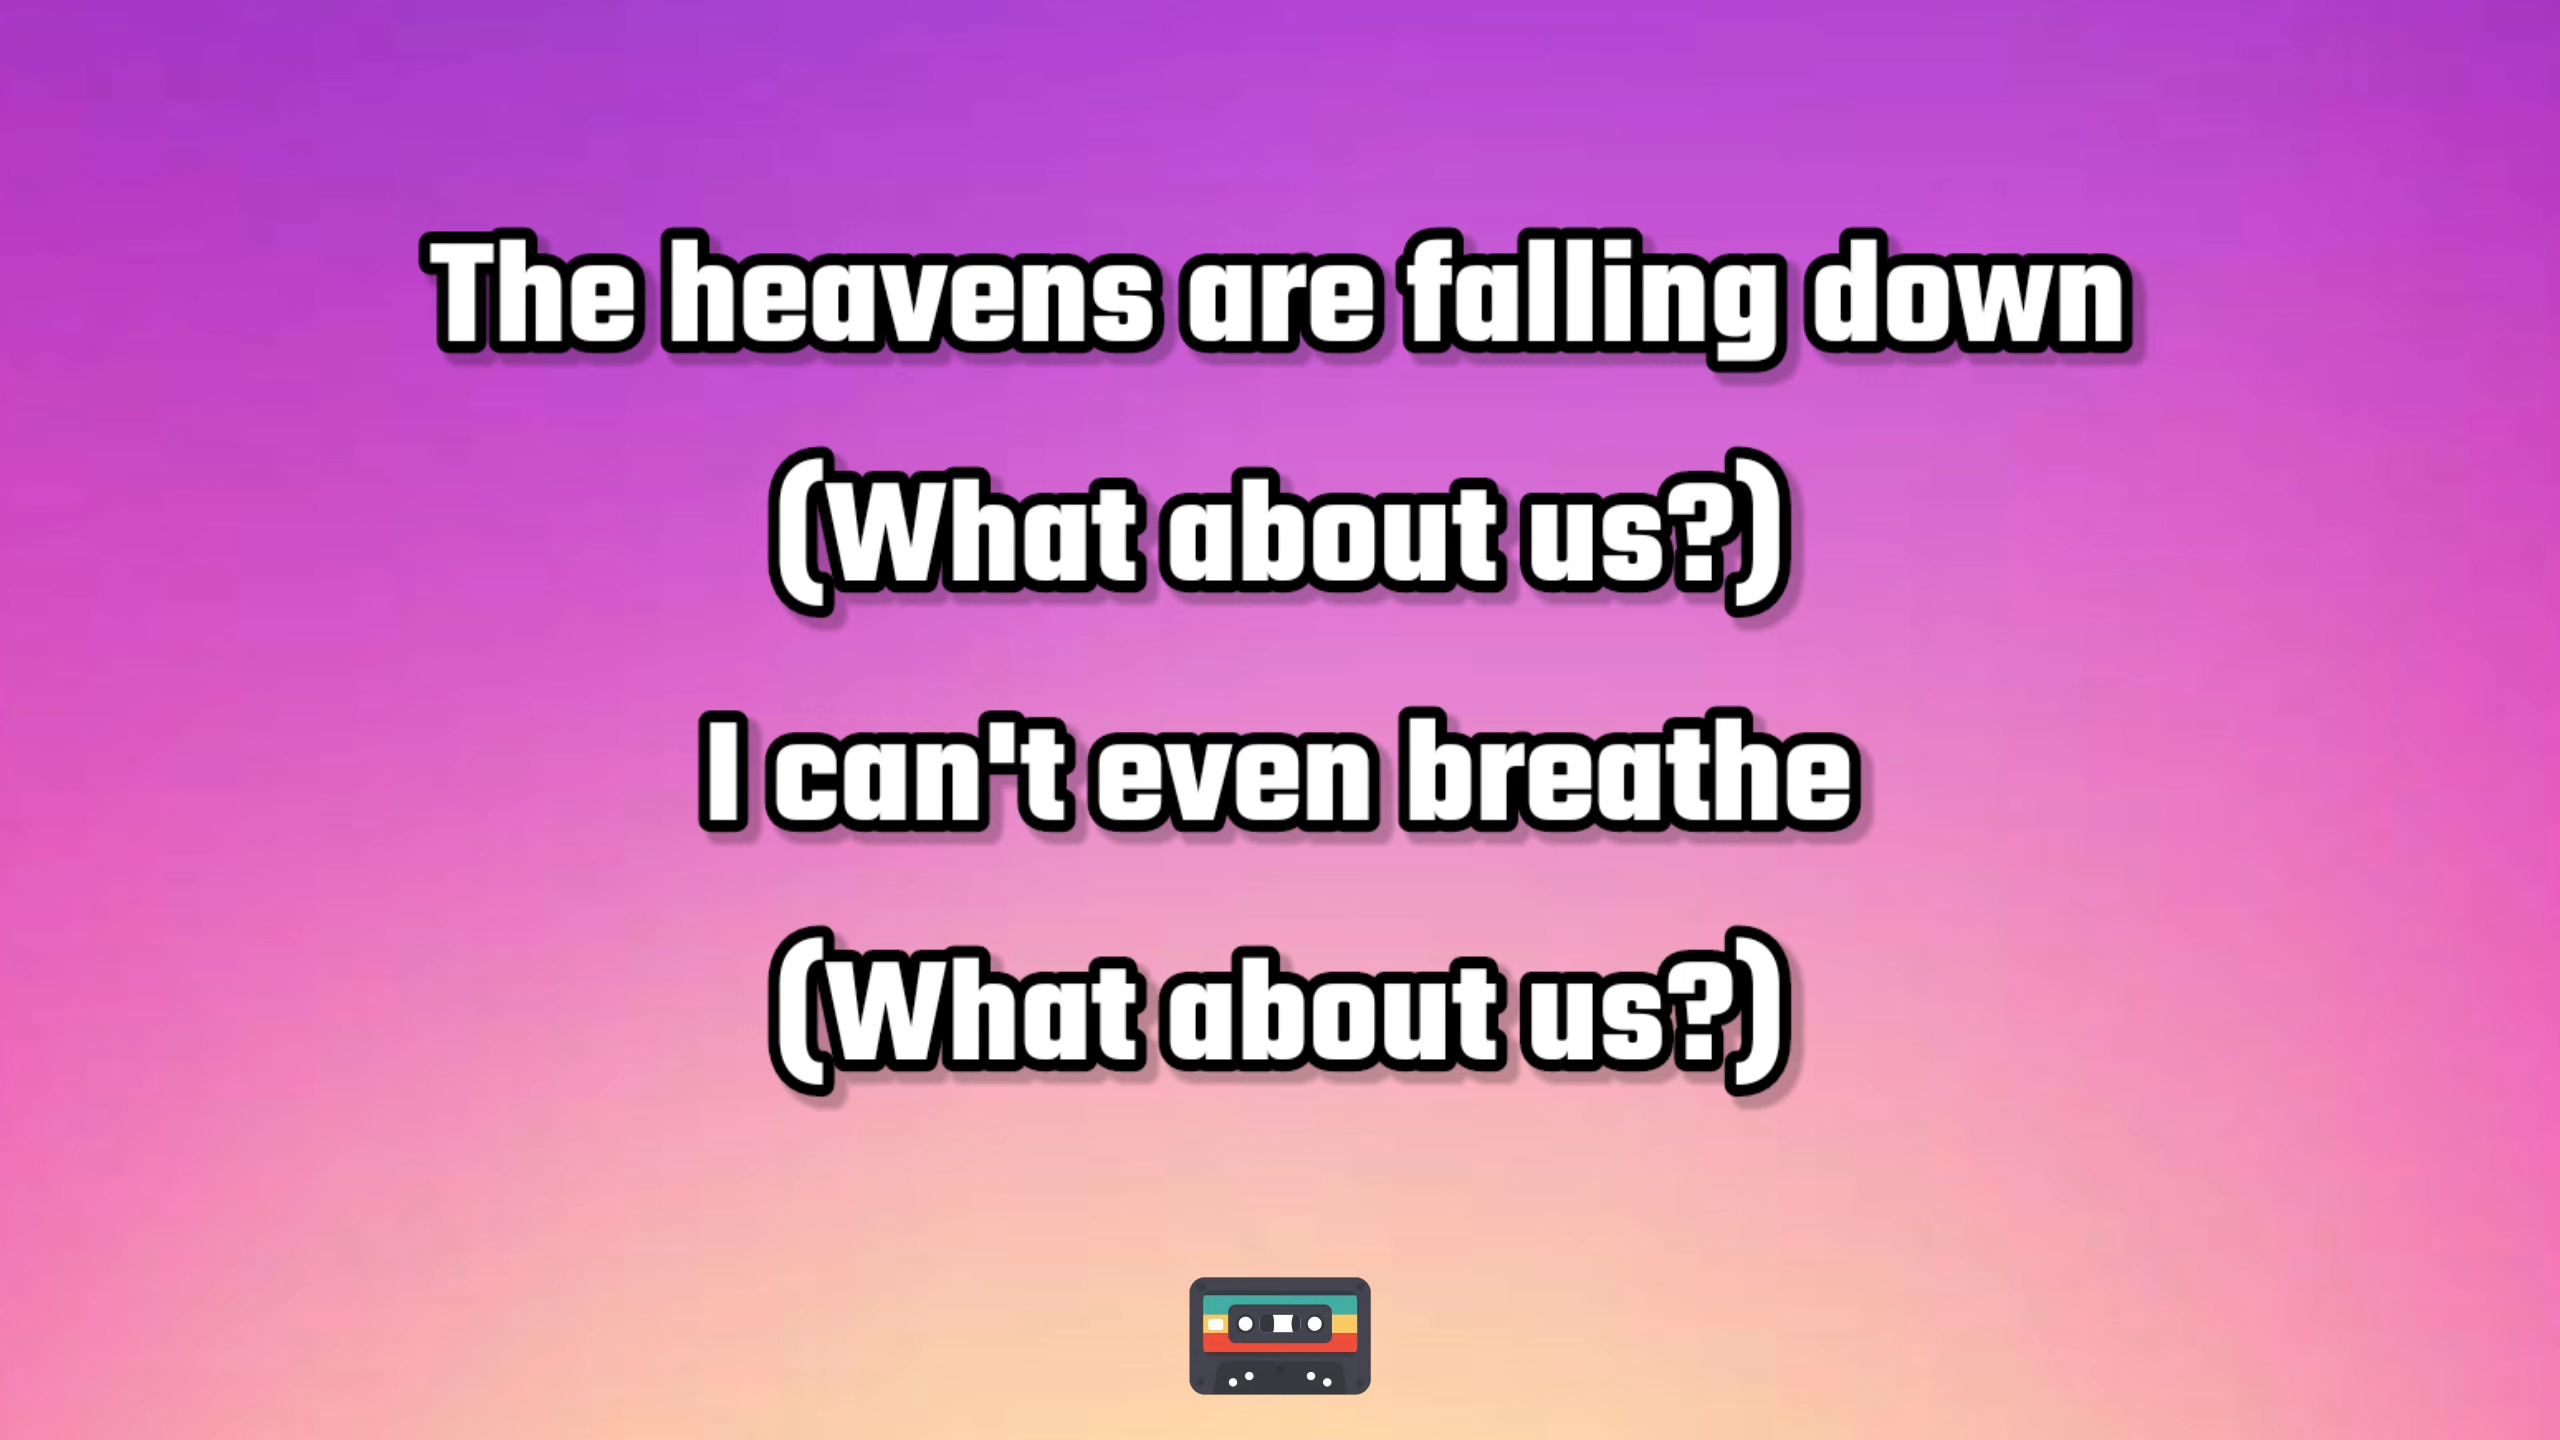 The heavens are falling down
(What about us?)
I can't even breathe
(What about us?)